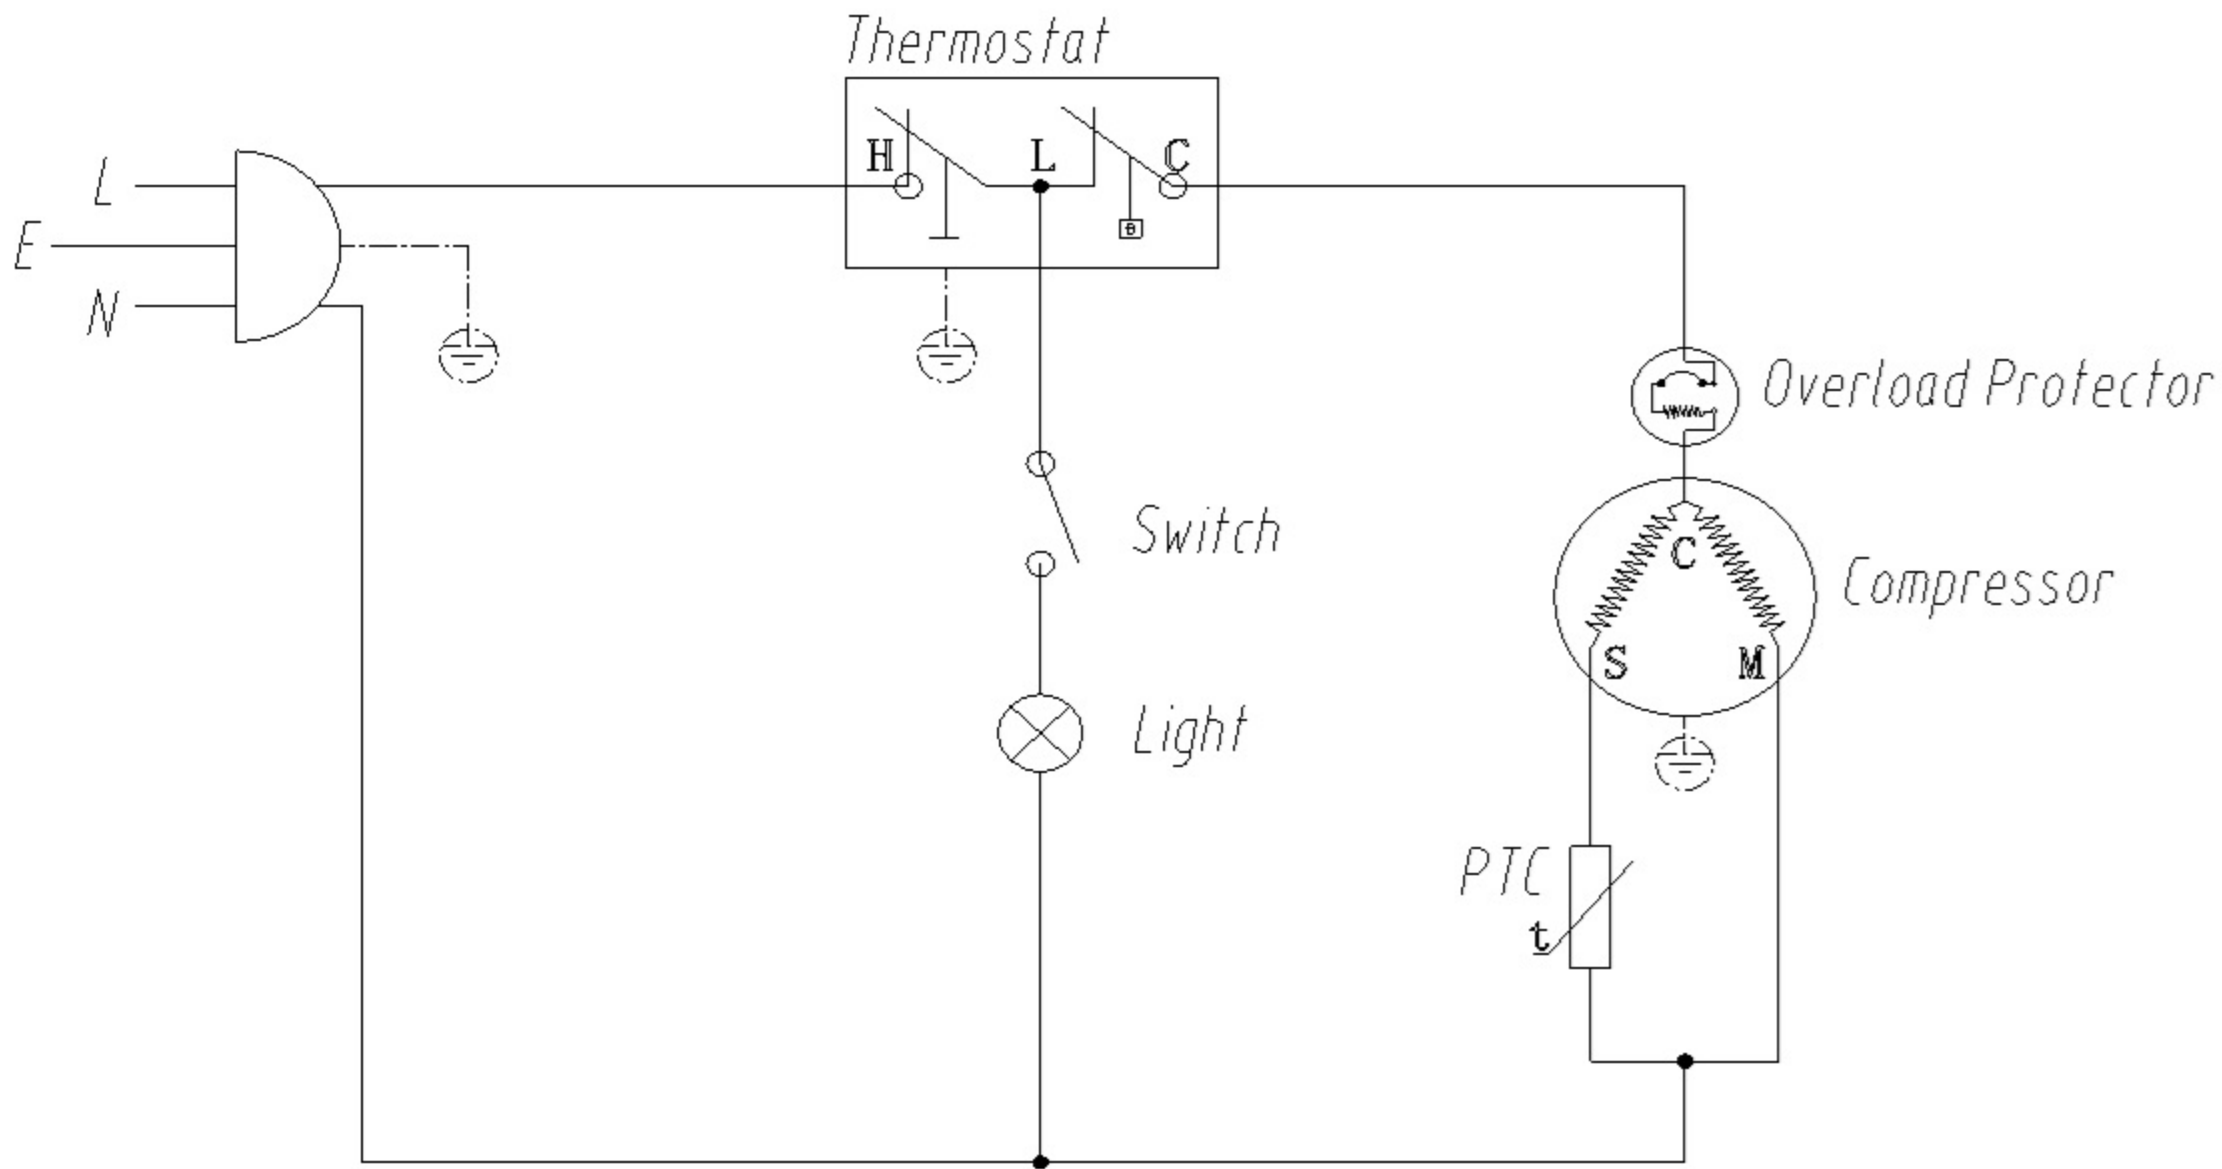 Thermostat
H L C
L
E
N
θ
Overload Protector
Switch
C
Compressor
S M
Light
PTC
t